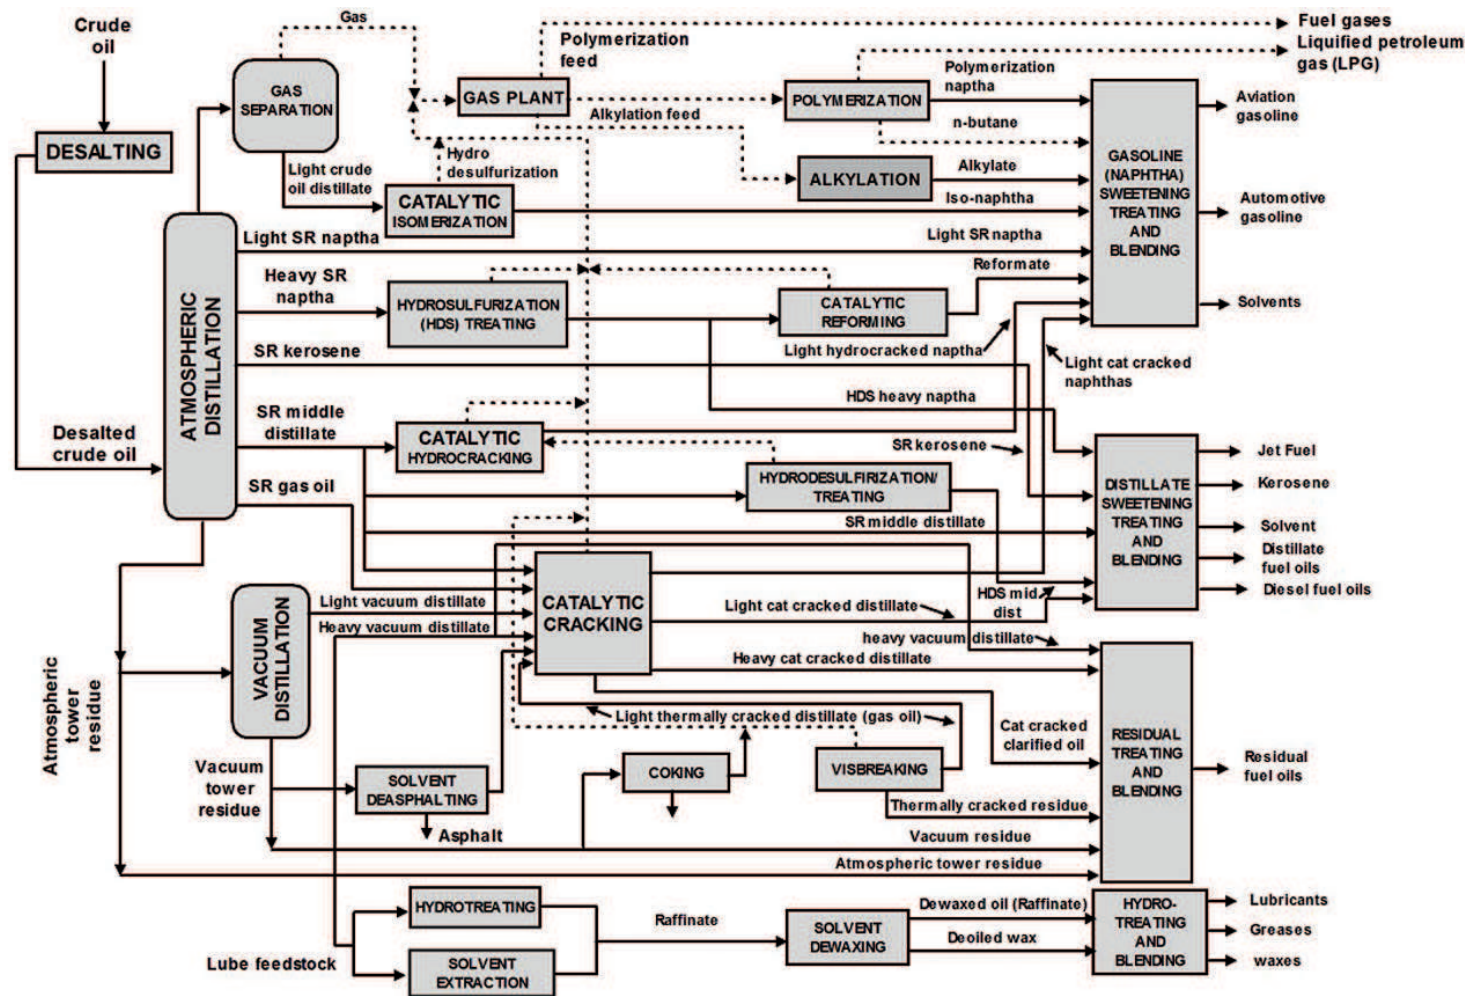 Crude
oil
Gas
Fuel gases
Polymerization
feed
Liquified petroleum
gas (LPG)
GAS
SEPARATION
GAS PLANT
Polymerization
naptha
POLYMERIZATION
Aviation
gasoline
Alkylation feed
n-butane
DESALTING
Light crude
oil distillate
Hydro
desulfurization
Alkylate
ALKYLATION
GASOLINE
(NAPHTHA)
SWEETENING
TREATING
AND
BLENDING
CATALYTIC
ISOMERIZATION
Iso-naphtha
Automotive
gasoline
Light SR naptha
Light SR naptha
Reformate
Heavy SR
naptha
HYDROSULFURIZATION
(HDS) TREATING
CATALYTIC
REFORMING
Solvents
ATMOSPHERIC
DISTILLATION
SR kerosene
Light hydrocracked naptha
Light cat cracked
naphthas
HDS heavy naptha
SR middle
distillate
CATALYTIC
HYDROCRACKING
Desalted
crude oil
SR kerosene
Jet Fuel
SR gas oil
HYDRODESULFIRIZATION/
TREATING
DISTILLATE
SWEETENING
TREATING
AND
BLENDING
Kerosene
SR middle distillate
Solvent
Distillate
fuel oils
Diesel fuel oils
CATALYTIC
CRACKING
Light vacuum distillate
Light cat cracked distillate
HDS mid
dist
Heavy vacuum distillate
heavy vacuum distillate
Heavy cat cracked distillate
VACUUM
DISTILLATION
Atmospheric
tower
residue
Light thermally cracked distillate (gas oil)
Cat cracked
clarified oil
RESIDUAL
TREATING
AND
BLENDING
Residual
fuel oils
Vacuum
tower
residue
SOLVENT
DEASPHALTING
COKING
VISBREAKING
Thermally cracked residue
Asphalt
Vacuum residue
Atmospheric tower residue
HYDROTREATING
Raffinate
SOLVENT
DEWAXING
Dewaxed oil (Raffinate)
Deoiled wax
HYDRO-
TREATING
AND
BLENDING
Lubricants
Greases
waxes
Lube feedstock
SOLVENT
EXTRACTION